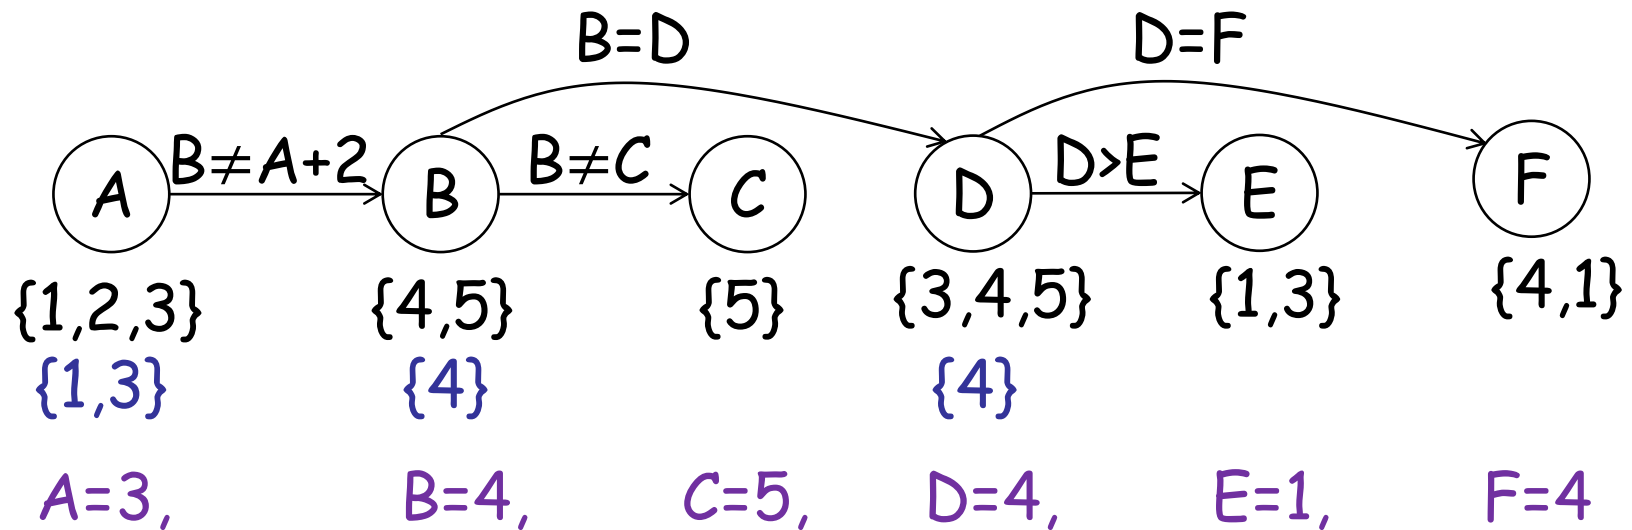 B=D D=F
B≠A+2 B≠C D>E
A B C D E F
{1,2,3} {4,5} {5} {3,4,5} {1,3} {4,1}
{1,3} {4} {4}
A=3, B=4, C=5, D=4, E=1, F=4